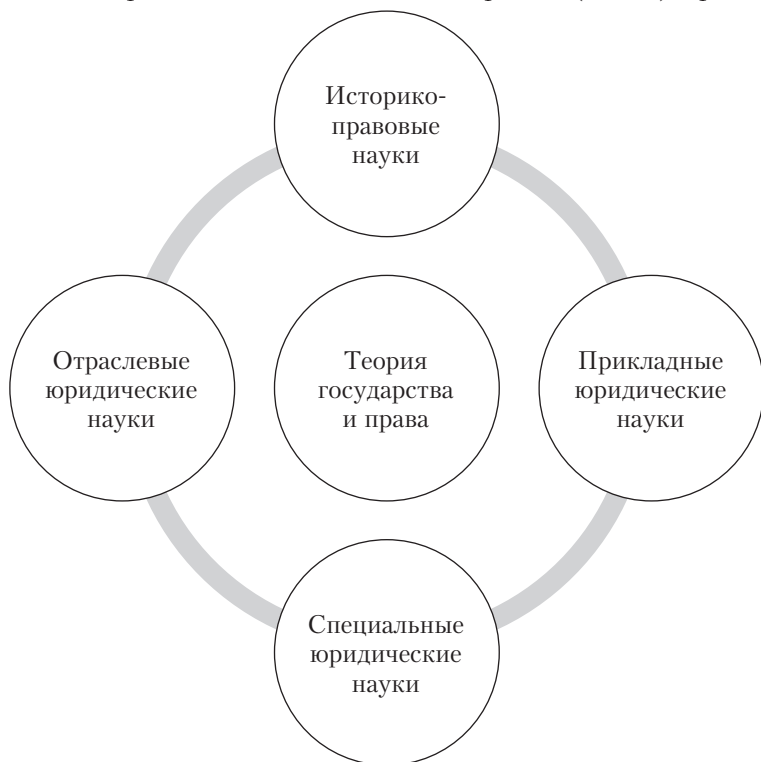 Историко-
правовые
науки
Отраслевые
юридические
науки
Теория
государства
и права
Прикладные
юридические
науки
Специальные
юридические
науки